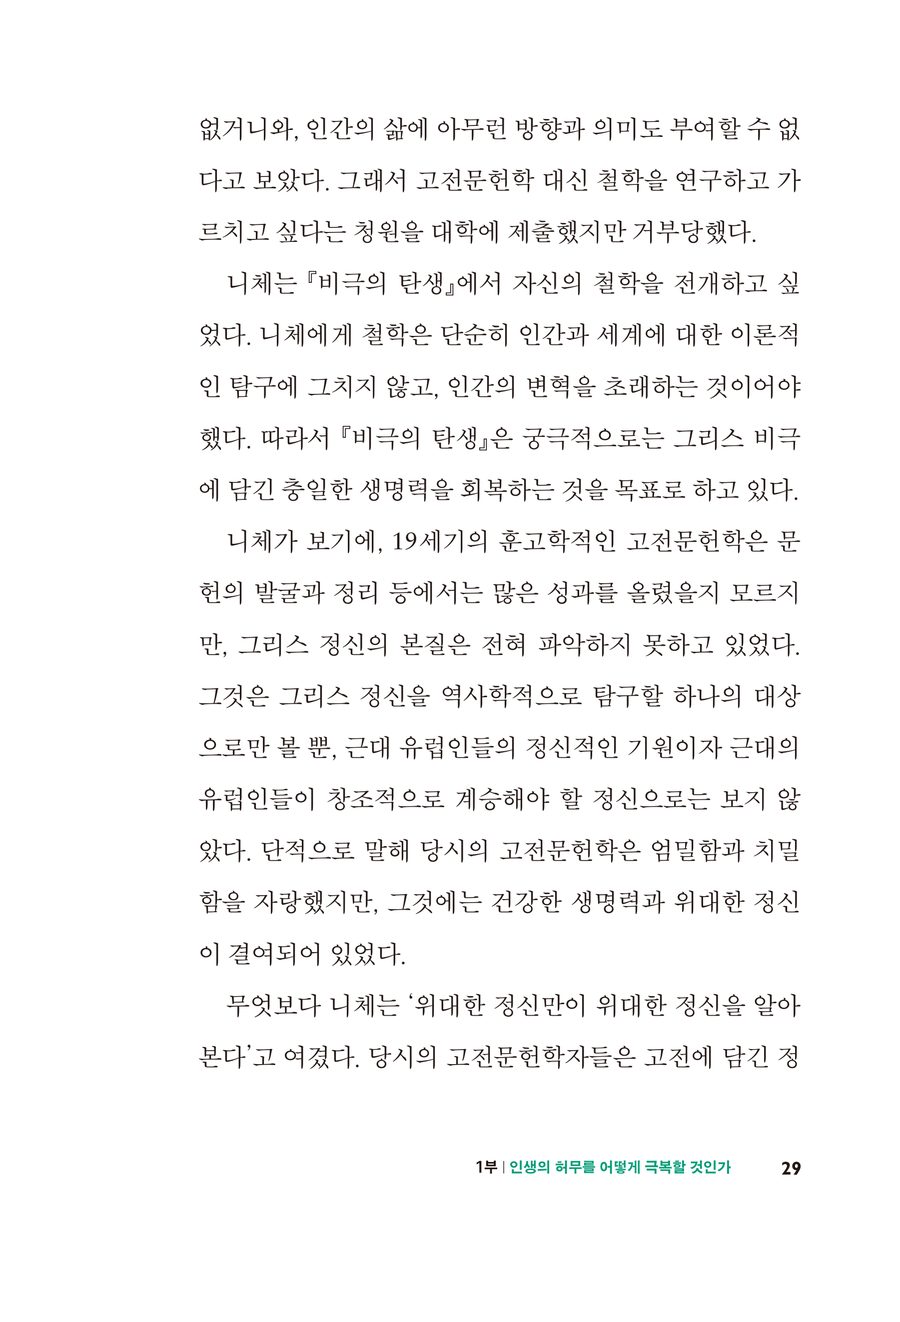 없거니와, 인간의 삶에 아무런 방향과 의미도 부여할 수 없
다고 보았다. 그래서 고전문헌학 대신 철학을 연구하고 가
르치고 싶다는 청원을 대학에 제출했지만 거부당했다.
니체는 『비극의 탄생』에서 자신의 철학을 전개하고 싶
었다. 니체에게 철학은 단순히 인간과 세계에 대한 이론적
인 탐구에 그치지 않고, 인간의 변혁을 초래하는 것이어야
했다. 따라서 『비극의 탄생』은 궁극적으로는 그리스 비극
에 담긴 충일한 생명력을 회복하는 것을 목표로 하고 있다.
니체가 보기에, 19세기의 훈고학적인 고전문헌학은 문
헌의 발굴과 정리 등에서는 많은 성과를 올렸을지 모르지
만, 그리스 정신의 본질은 전혀 파악하지 못하고 있었다.
그것은 그리스 정신을 역사학적으로 탐구할 하나의 대상
으로만 볼 뿐, 근대 유럽인들의 정신적인 기원이자 근대의
유럽인들이 창조적으로 계승해야 할 정신으로는 보지 않
았다. 단적으로 말해 당시의 고전문헌학은 엄밀함과 치밀
함을 자랑했지만, 그것에는 건강한 생명력과 위대한 정신
이 결여되어 있었다.
무엇보다 니체는 ‘위대한 정신만이 위대한 정신을 알아
본다’고 여겼다. 당시의 고전문헌학자들은 고전에 담긴 정
1부 | 인생의 허무를 어떻게 극복할 것인가 29